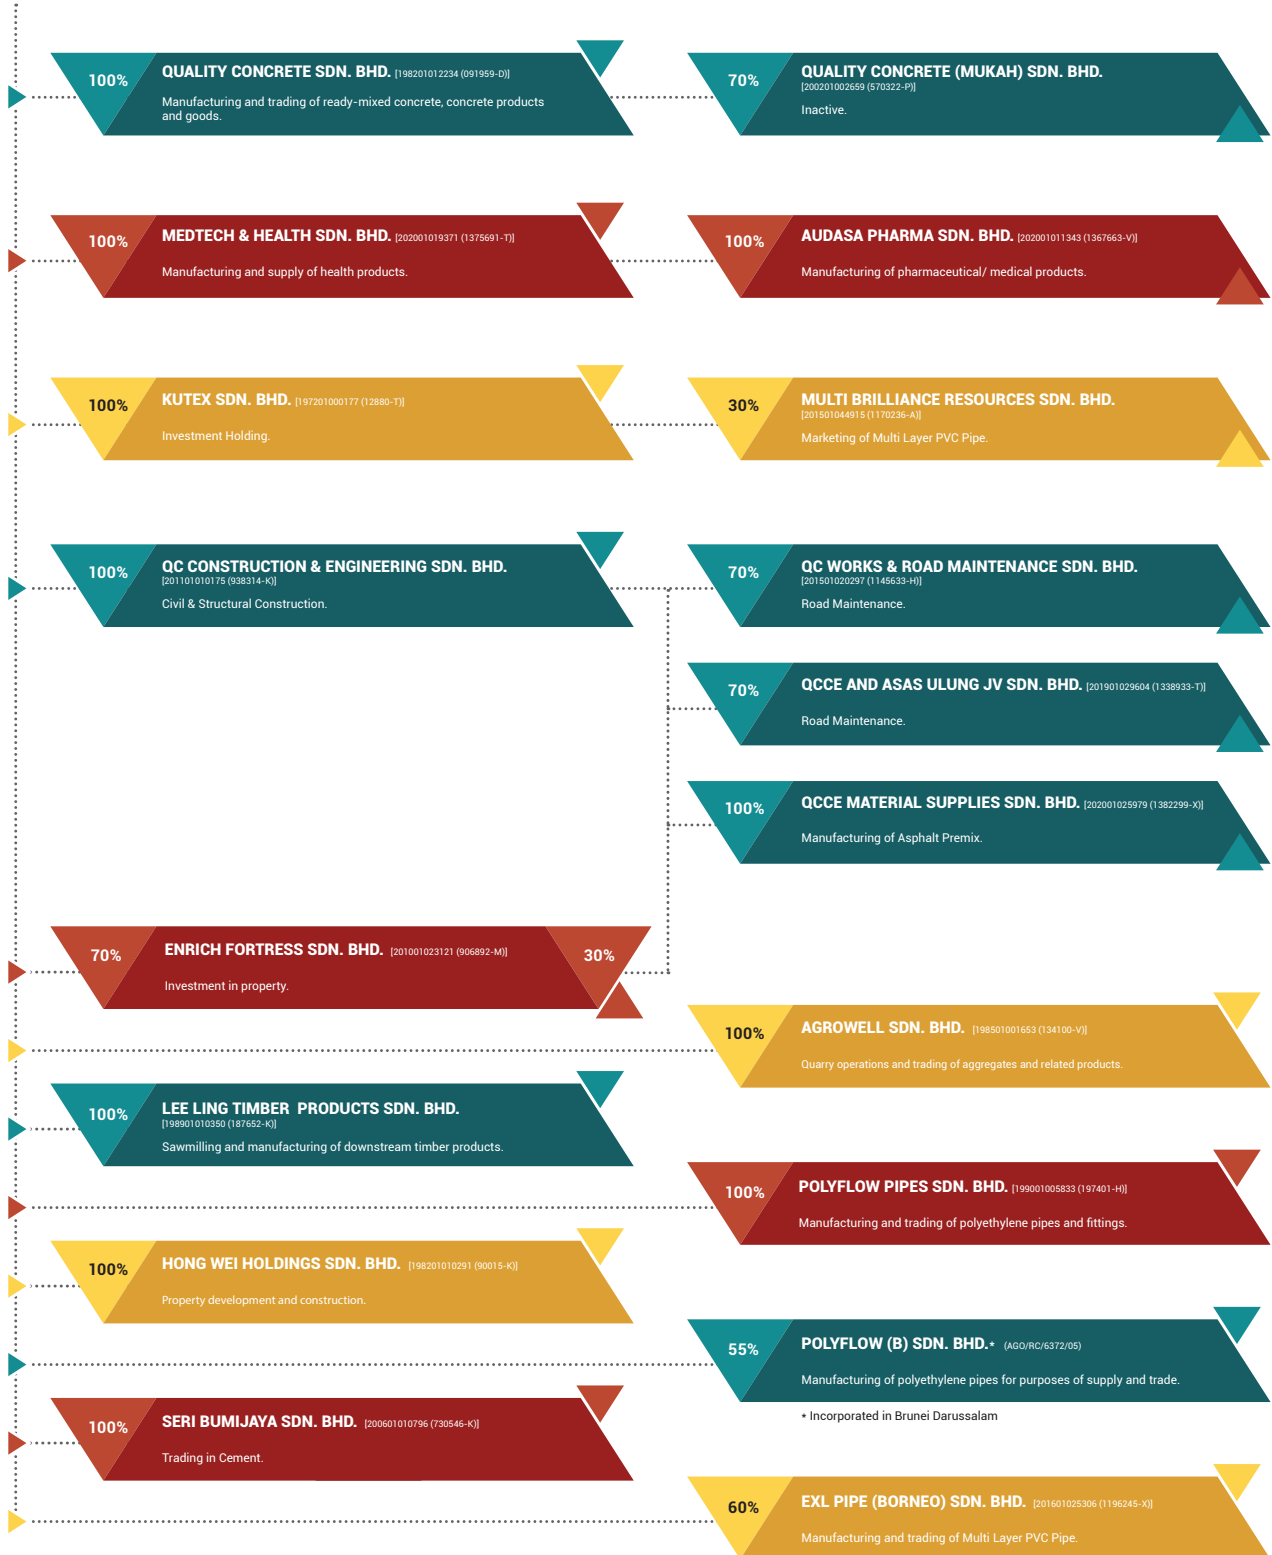 100%
QUALITY CONCRETE SDN. BHD. [198201012234 (091959-D)]
Manufacturing and trading of ready-mixed concrete, concrete products
and goods.
70%
QUALITY CONCRETE (MUKAH) SDN. BHD.
[200201002659 (570322-P)]
Inactive.
100%
MEDTECH & HEALTH SDN. BHD. [202001019371 (1375691-T)]
Manufacturing and supply of health products.
100%
AUDASA PHARMA SDN. BHD. [202001011343 (1367663-V)]
Manufacturing of pharmaceutical/ medical products.
100%
KUTEX SDN. BHD. [197201000177 (12880-T)]
Investment Holding.
30%
MULTI BRILLIANCE RESOURCES SDN. BHD.
[201501044915 (1170236-A)]
Marketing of Multi Layer PVC Pipe.
100%
QC CONSTRUCTION & ENGINEERING SDN. BHD.
[201101010175 (938314-K)]
Civil & Structural Construction.
70%
QC WORKS & ROAD MAINTENANCE SDN. BHD.
[201501020297 (1145633-H)]
Road Maintenance.
70%
QCCE AND ASAS ULUNG JV SDN. BHD. [201901029604 (1338933-T)]
Road Maintenance.
100%
QCCE MATERIAL SUPPLIES SDN. BHD. [202001025979 (1382299-X)]
Manufacturing of Asphalt Premix.
70%
ENRICH FORTRESS SDN. BHD. [201001023121 (906892-M)]
Investment in property.
30%
100%
AGROWELL SDN. BHD. [198501001653 (134100-V)]
Quarry operations and trading of aggregates and related products.
100%
LEE LING TIMBER PRODUCTS SDN. BHD.
[198901010350 (187652-K)]
Sawmilling and manufacturing of downstream timber products.
100%
POLYFLOW PIPES SDN. BHD. [199001005833 (197401-H)]
Manufacturing and trading of polyethylene pipes and fittings.
100%
HONG WEI HOLDINGS SDN. BHD. [198201010291 (90015-K)]
Property development and construction.
55%
POLYFLOW (B) SDN. BHD.* (AGO/RC/6372/05)
Manufacturing of polyethylene pipes for purposes of supply and trade.
* Incorporated in Brunei Darussalam
100%
SERI BUMIJAYA SDN. BHD. [200601010796 (730546-K)]
Trading in Cement.
60%
EXL PIPE (BORNEO) SDN. BHD. [201601025306 (1196245-X)]
Manufacturing and trading of Multi Layer PVC Pipe.